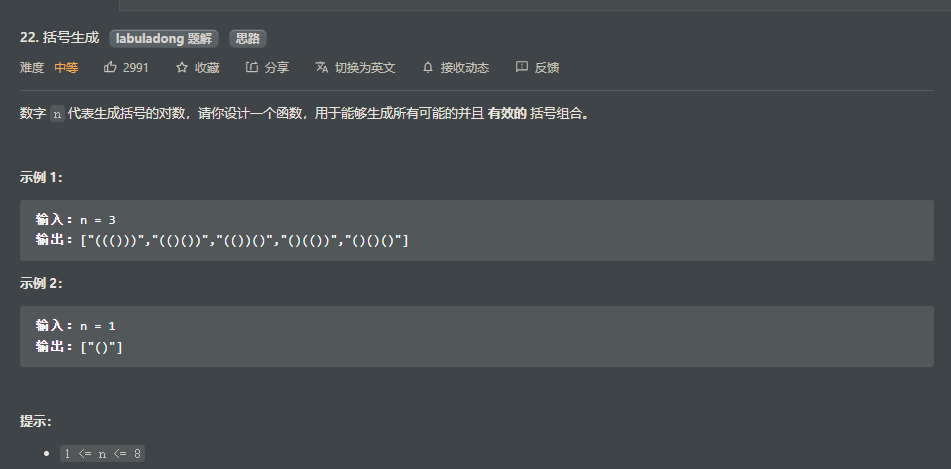 22. 括号生成 labuladong 题解 思路
难度 中等 2991 收藏 分享 切换为英文 接收动态 反馈
数字 n 代表生成括号的对数，请你设计一个函数，用于能够生成所有可能的并且 有效的 括号组合。
示例 1：
输入：n = 3
输出：["((()))","(()())","(())()","()(())","()()()"]
示例 2：
输入：n = 1
输出：["()"]
提示：
1 <= n <= 8